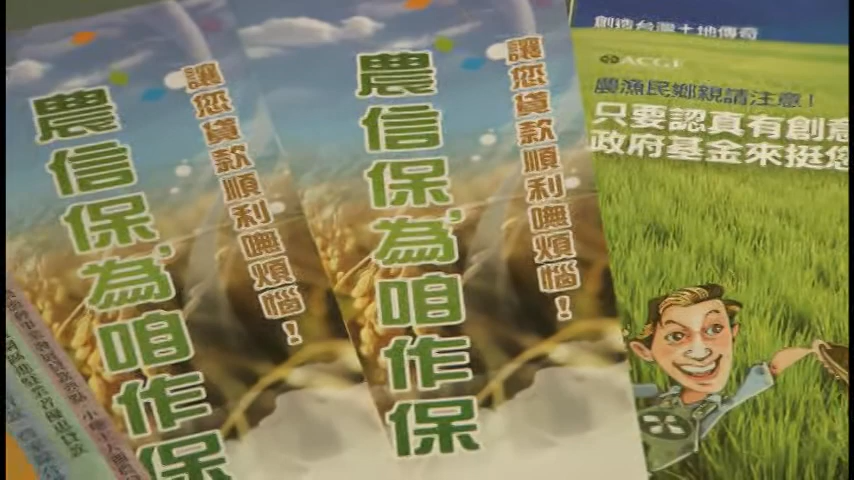 農信保為咱作保
讓您貸款順利嘸煩惱！
農信保為咱作保
讓您貸款順利嘸煩惱！
創造台灣土地傳奇
ACGF
農漁民鄉親請注意！
只要認真有創意
政府基金來挺您